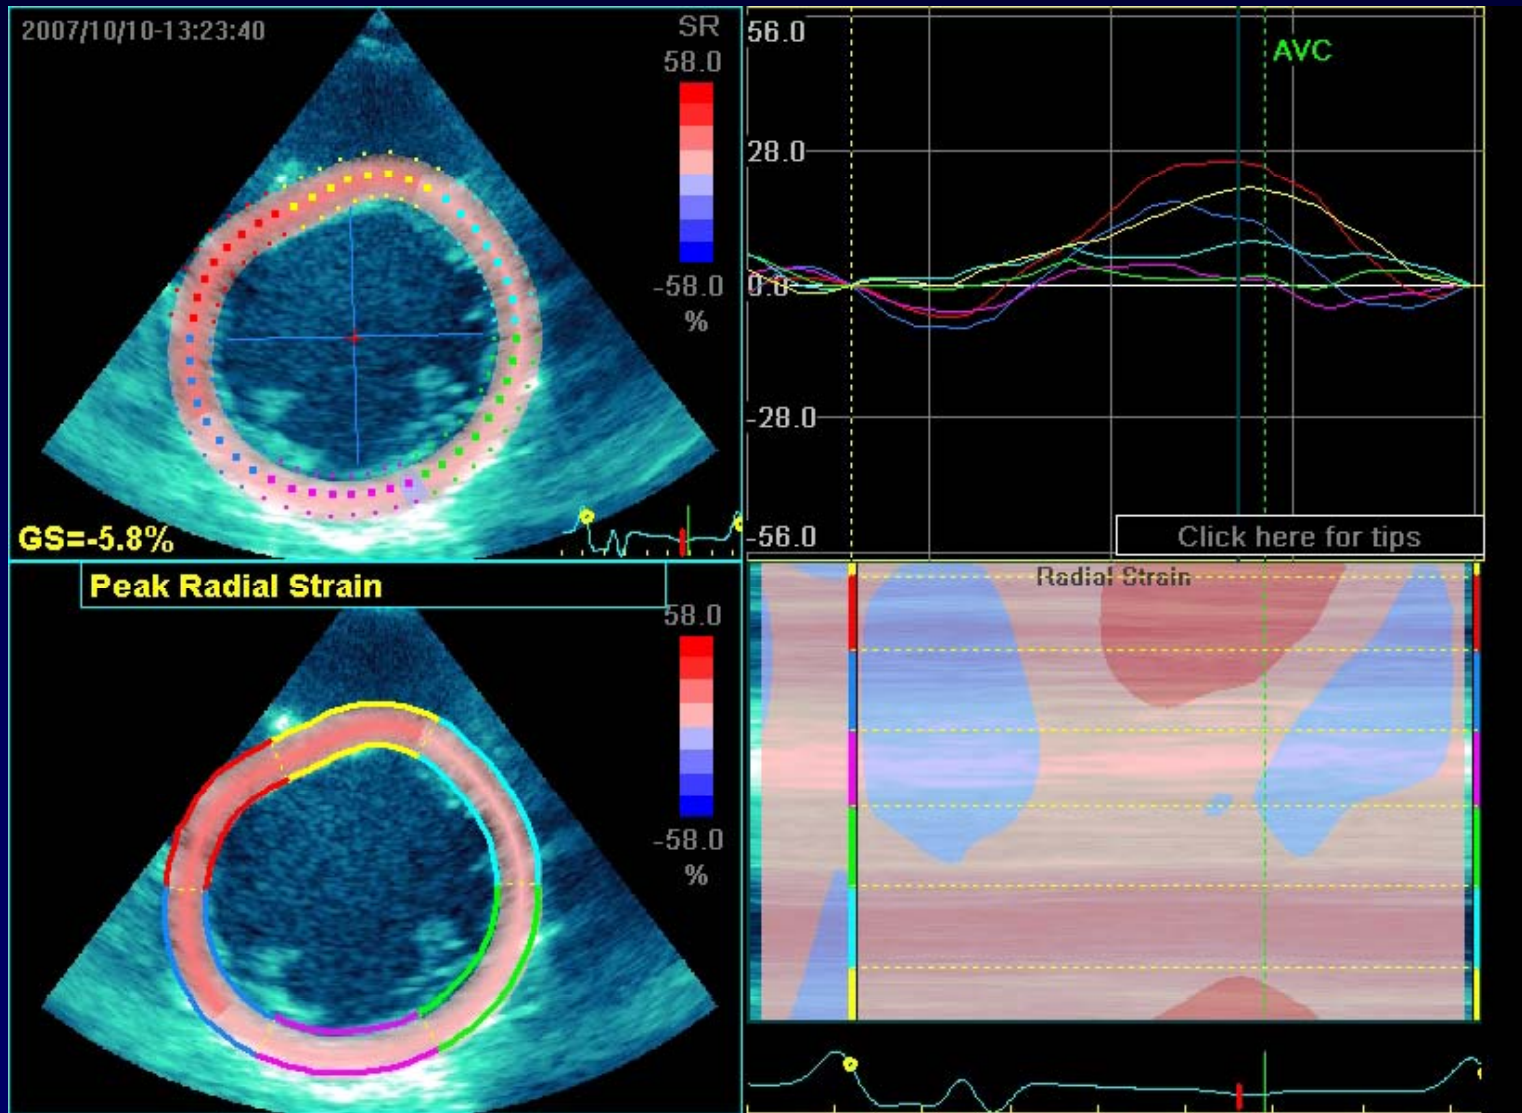 2007/10/10-13:23:40
SR
58.0
-58.0
%
GS=-5.8%
56.0
AVC
28.0
0.0
-28.0
-56.0
Click here for tips
Peak Radial Strain
58.0
-58.0
%
Radial Strain